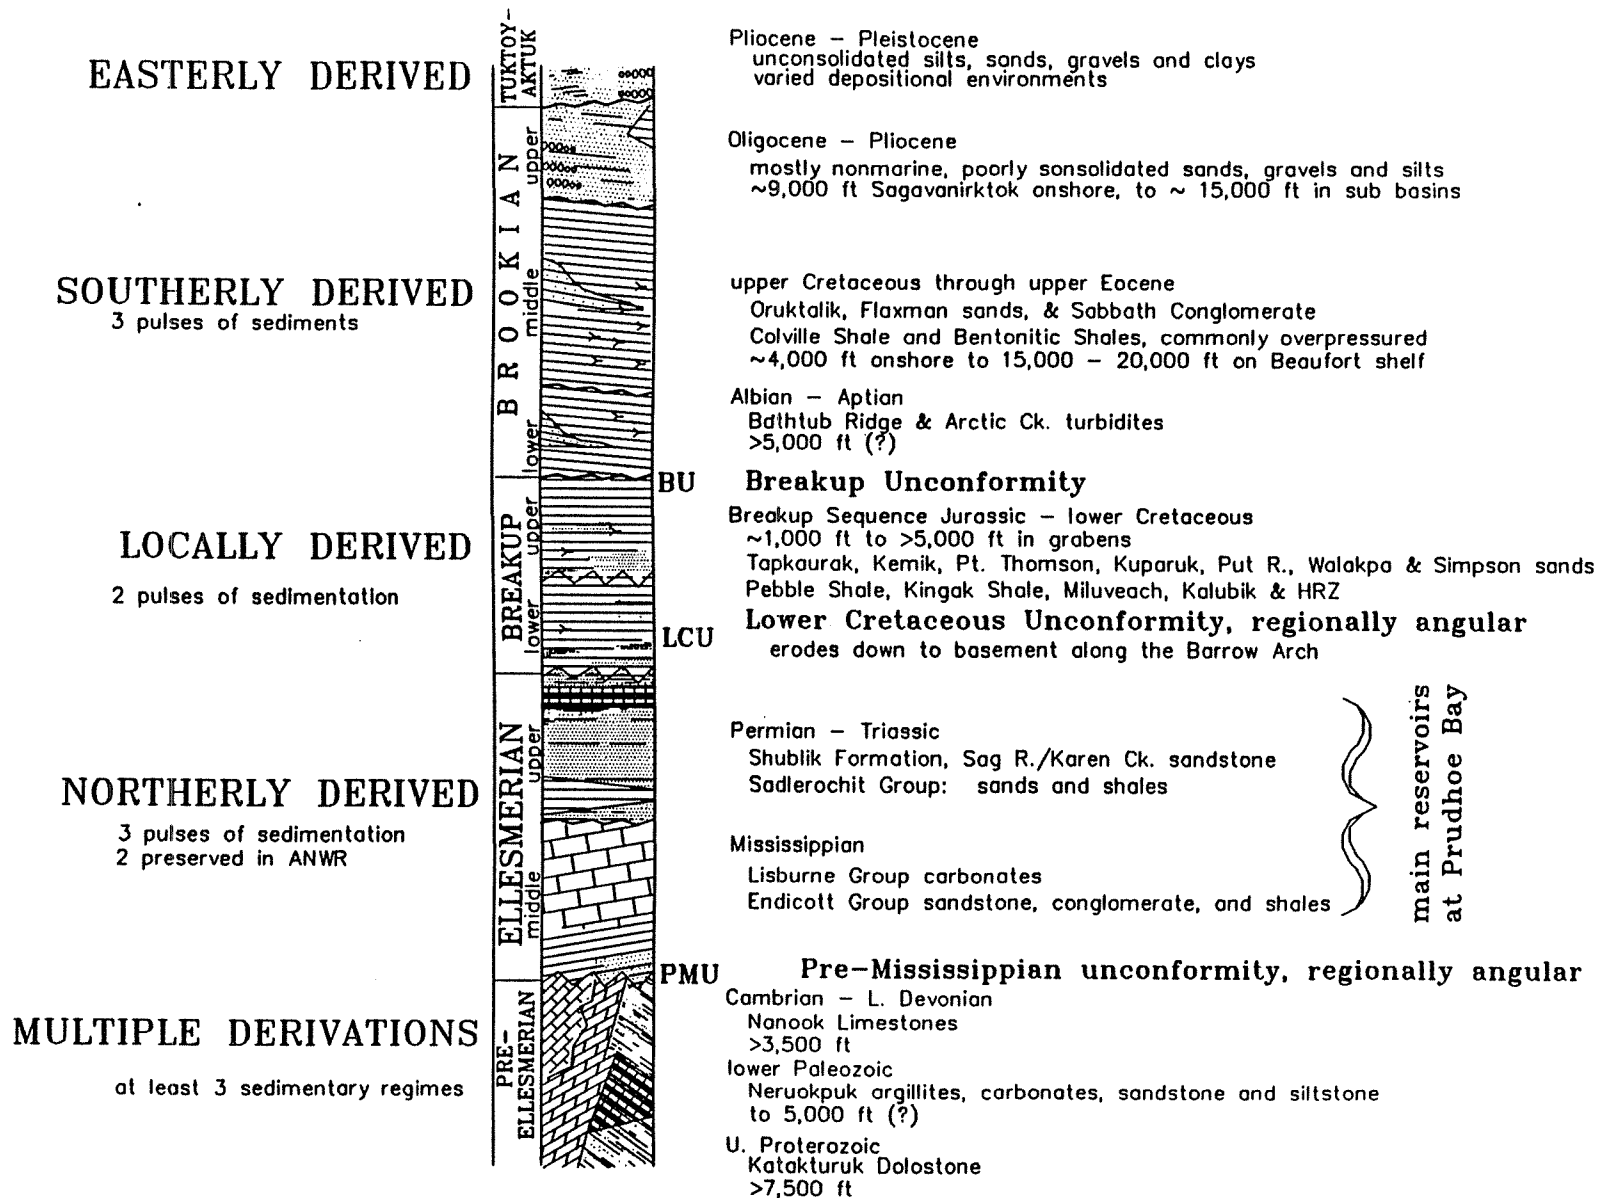 TUKTOY-
AKTUK
EASTERLY DERIVED
Pliocene - Pleistocene
unconsolidated silts, sands, gravels and clays
varied depositional environments
BROOKIAN
upper
Oligocene - Pliocene
mostly nonmarine, poorly sonsolidated sands, gravels and silts
~9,000 ft Sagavanirktok onshore, to ~ 15,000 ft in sub basins
SOUTHERLY DERIVED
3 pulses of sediments
middle
upper Cretaceous through upper Eocene
Oruktalik, Flaxman sands, & Sabbath Conglomerate
Colville Shale and Bentonitic Shales, commonly overpressured
~4,000 ft onshore to 15,000 - 20,000 ft on Beaufort shelf
lower
Albian - Aptian
Bathtub Ridge & Arctic Ck. turbidites
>5,000 ft (?)
BU Breakup Unconformity
LOCALLY DERIVED
2 pulses of sedimentation
BREAKUP
upper
lower
Breakup Sequence Jurassic - lower Cretaceous
~1,000 ft to >5,000 ft in grabens
Tapkaurak, Kemik, Pt. Thomson, Kuparuk, Put R., Walakpa & Simpson sands
Pebble Shale, Kingak Shale, Miluveach, Kalubik & HRZ
LCU Lower Cretaceous Unconformity, regionally angular
erodes down to basement along the Barrow Arch
NORTHERLY DERIVED
3 pulses of sedimentation
2 preserved in ANWR
ELLESMERIAN
upper
middle
Permian - Triassic
Shublik Formation, Sag R./Karen Ck. sandstone
Sadlerochit Group: sands and shales
Mississippian
Lisburne Group carbonates
Endicott Group sandstone, conglomerate, and shales
main reservoirs
at Prudhoe Bay
PMU Pre-Mississippian unconformity, regionally angular
MULTIPLE DERIVATIONS
at least 3 sedimentary regimes
PRE-
ELLESMERIAN
Cambrian - L. Devonian
Nanook Limestones
>3,500 ft
lower Paleozoic
Neruokpuk argillites, carbonates, sandstone and siltstone
to 5,000 ft (?)
U. Proterozoic
Katakturuk Dolostone
>7,500 ft